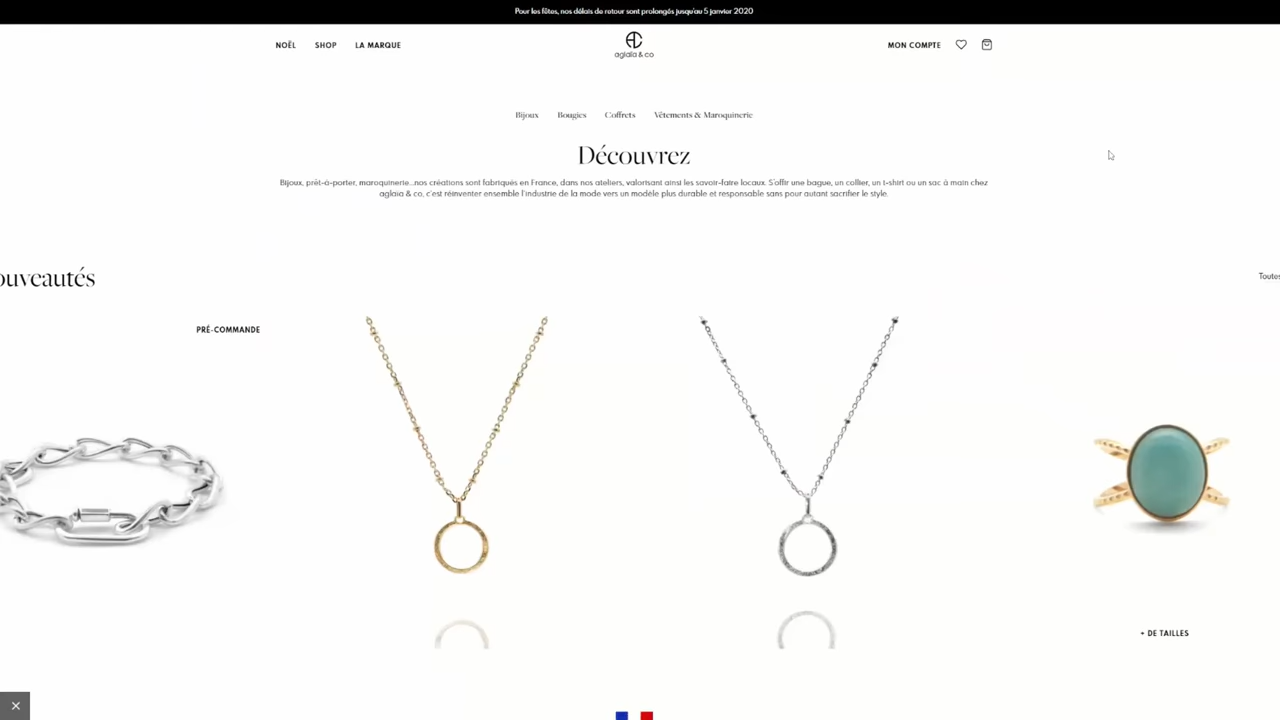 Pour les fêtes, nos délais de retour sont prolongés jusqu'au 5 janvier 2020
NOËL SHOP LA MARQUE
AC
aglaïa & co
MON COMPTE
Bijoux Bougies Coffrets Vêtements & Maroquinerie
Découvrez
Bijoux, prêt-à-porter, maroquinerie...nos créations sont fabriqués en France, dans nos ateliers, valorisant ainsi les savoir-faire locaux. S'offrir une bague, un collier, un t-shirt ou un sac à main chez
aglaïa & co, c'est réinventer ensemble l'industrie de la mode vers un modèle plus durable et responsable sans pour autant sacrifier le style.
ouveautés
Toutes
PRÉ-COMMANDE
+ DE TAILLES